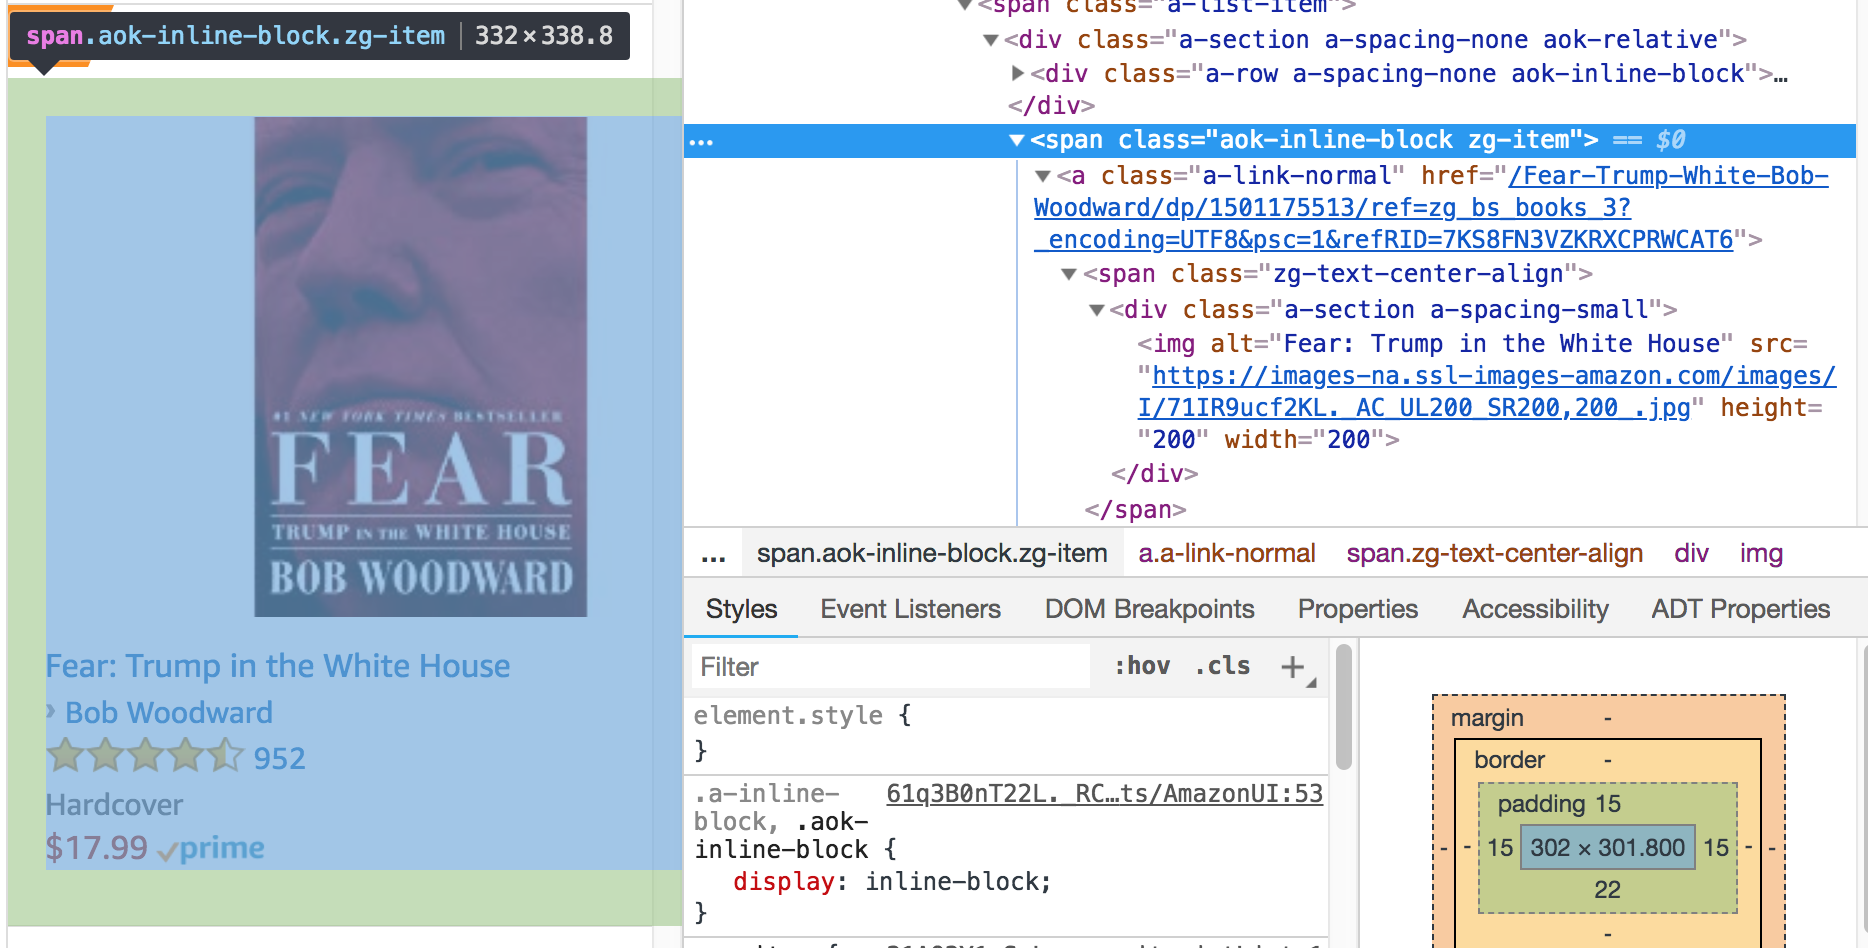 span.aok-inline-block.zg-item | 332×338.8
#1 NEW YORK TIMES BESTSELLER
FEAR
TRUMP IN THE WHITE HOUSE
BOB WOODWARD
Fear: Trump in the White House
› Bob Woodward
952
Hardcover
$17.99 prime
▼<span class="a-list-item">
▼<div class="a-section a-spacing-none aok-relative">
▶<div class="a-row a-spacing-none aok-inline-block">…
</div>
… ▼<span class="aok-inline-block zg-item"> == $0
▼<a class="a-link-normal" href="/Fear-Trump-White-Bob-
Woodward/dp/1501175513/ref=zg_bs_books_3?
_encoding=UTF8&psc=1&refRID=7KS8FN3VZKRXCPRWCAT6">
▼<span class="zg-text-center-align">
▼<div class="a-section a-spacing-small">
<img alt="Fear: Trump in the White House" src=
"https://images-na.ssl-images-amazon.com/images/
I/71IR9ucf2KL._AC_UL200_SR200,200_.jpg" height=
"200" width="200">
</div>
</span>
... span.aok-inline-block.zg-item a.a-link-normal span.zg-text-center-align div img
Styles Event Listeners DOM Breakpoints Properties Accessibility ADT Properties
Filter :hov .cls +
element.style {
}
.a-inline- 61q3B0nT22L._RC…ts/AmazonUI:53
block, .aok-
inline-block {
display: inline-block;
}
margin -
border -
padding 15
- - 15 302 × 301.800 15 - -
22
-